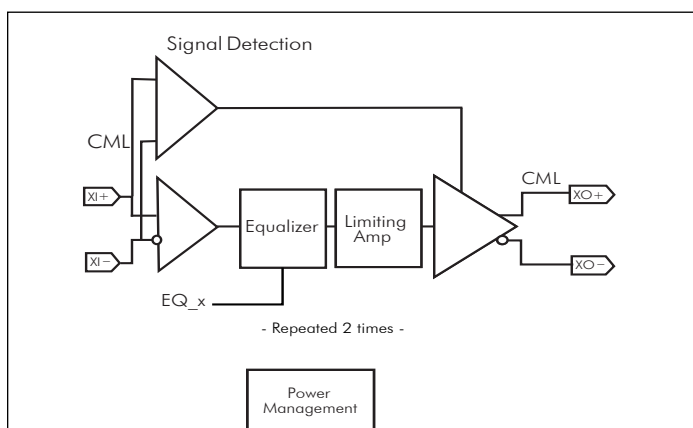 Signal Detection
CML
XI+
XI−
Equalizer
Limiting
Amp
CML
XO+
XO−
EQ_x
- Repeated 2 times -
Power
Management